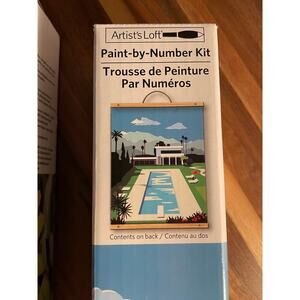 Artist's Loft
Paint-by-Number Kit
Trousse de Peinture
Par Numéros
Contents on back / Contenu au dos